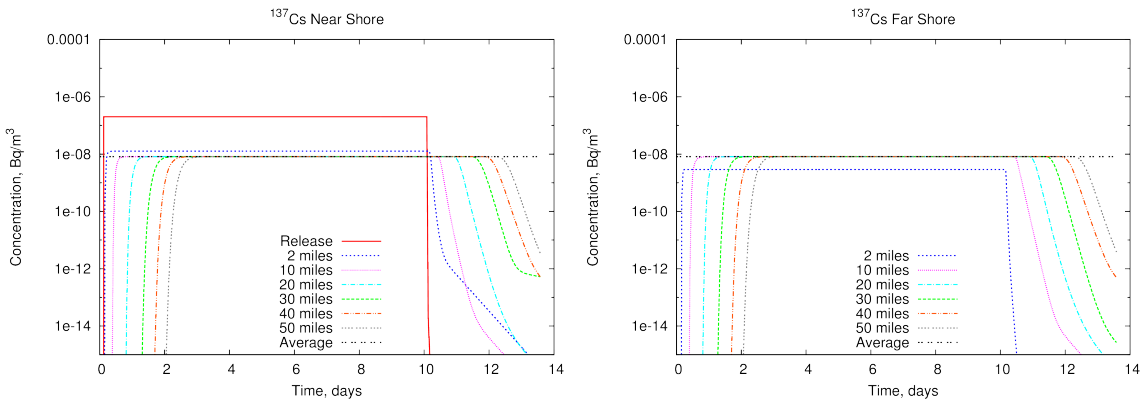 ¹³⁷Cs Near Shore
0.0001
1e-06
1e-08
1e-10
1e-12
1e-14
Concentration, Bq/m³
Release
2 miles
10 miles
20 miles
30 miles
40 miles
50 miles
Average
0 2 4 6 8 10 12 14
Time, days
¹³⁷Cs Far Shore
0.0001
1e-06
1e-08
1e-10
1e-12
1e-14
Concentration, Bq/m³
2 miles
10 miles
20 miles
30 miles
40 miles
50 miles
Average
0 2 4 6 8 10 12 14
Time, days